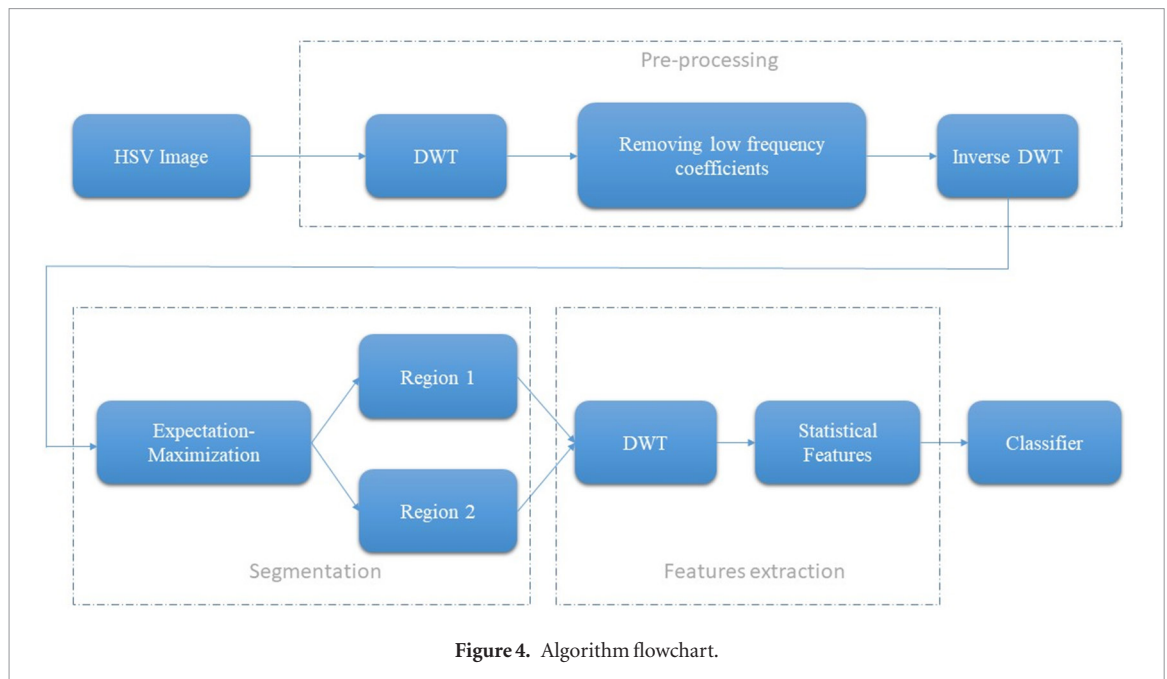 Pre-processing
HSV Image
DWT
Removing low frequency
coefficients
Inverse DWT
Expectation-
Maximization
Region 1
Region 2
Segmentation
DWT
Statistical
Features
Features extraction
Classifier
Figure 4. Algorithm flowchart.